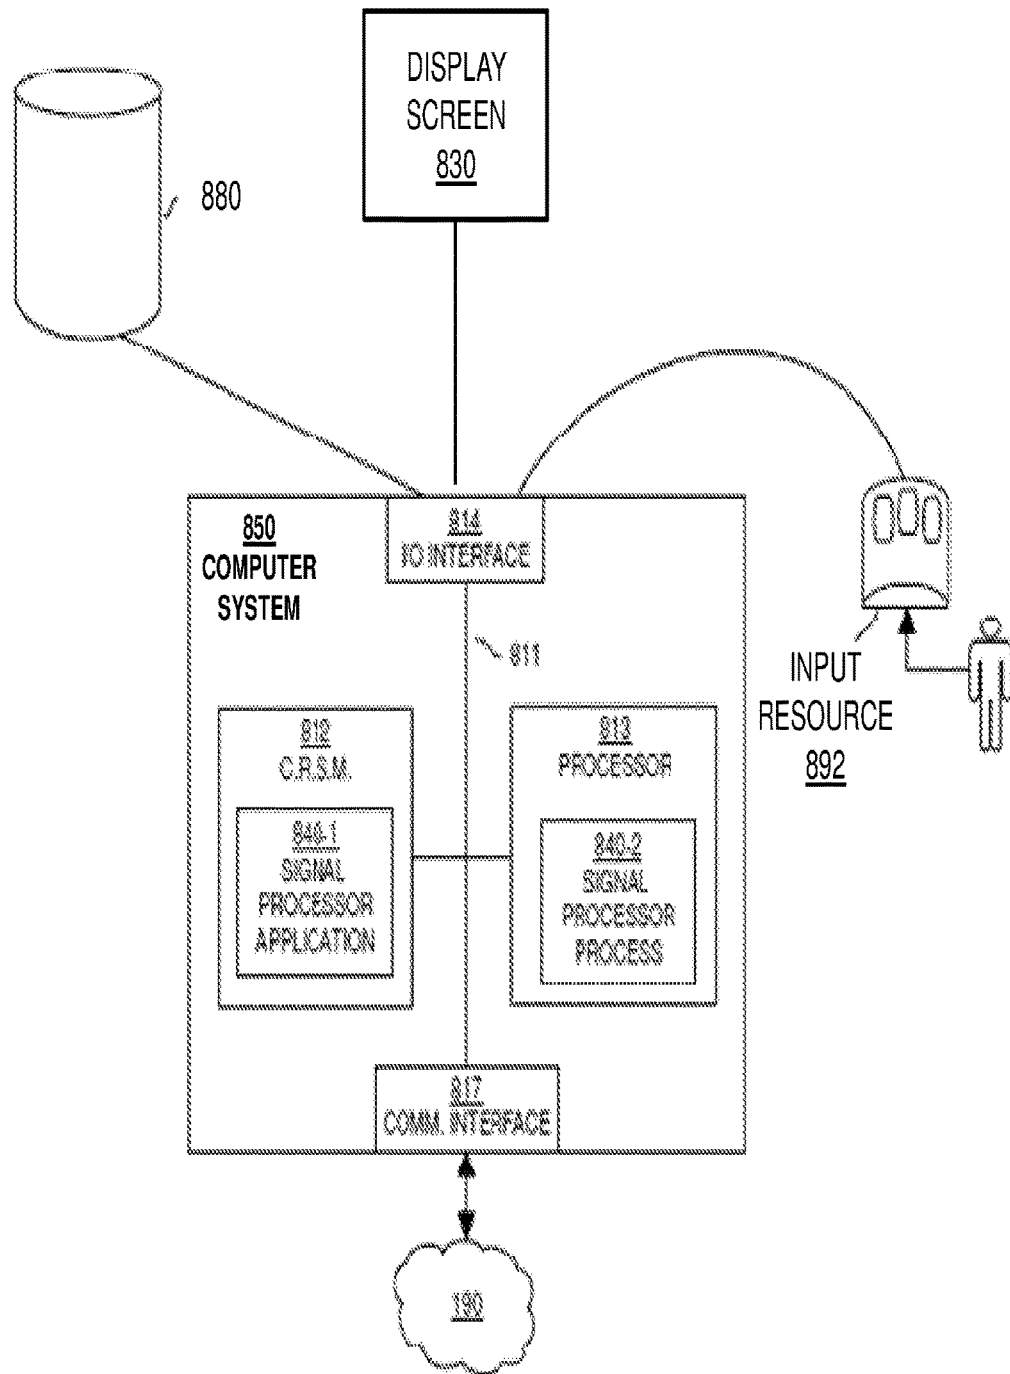 DISPLAY
SCREEN
830
880
850
COMPUTER
SYSTEM
814
I/O INTERFACE
811
INPUT
RESOURCE
892
812
C.R.S.M.
840-1
SIGNAL
PROCESSOR
APPLICATION
813
PROCESSOR
840-2
SIGNAL
PROCESSOR
PROCESS
817
COMM. INTERFACE
190